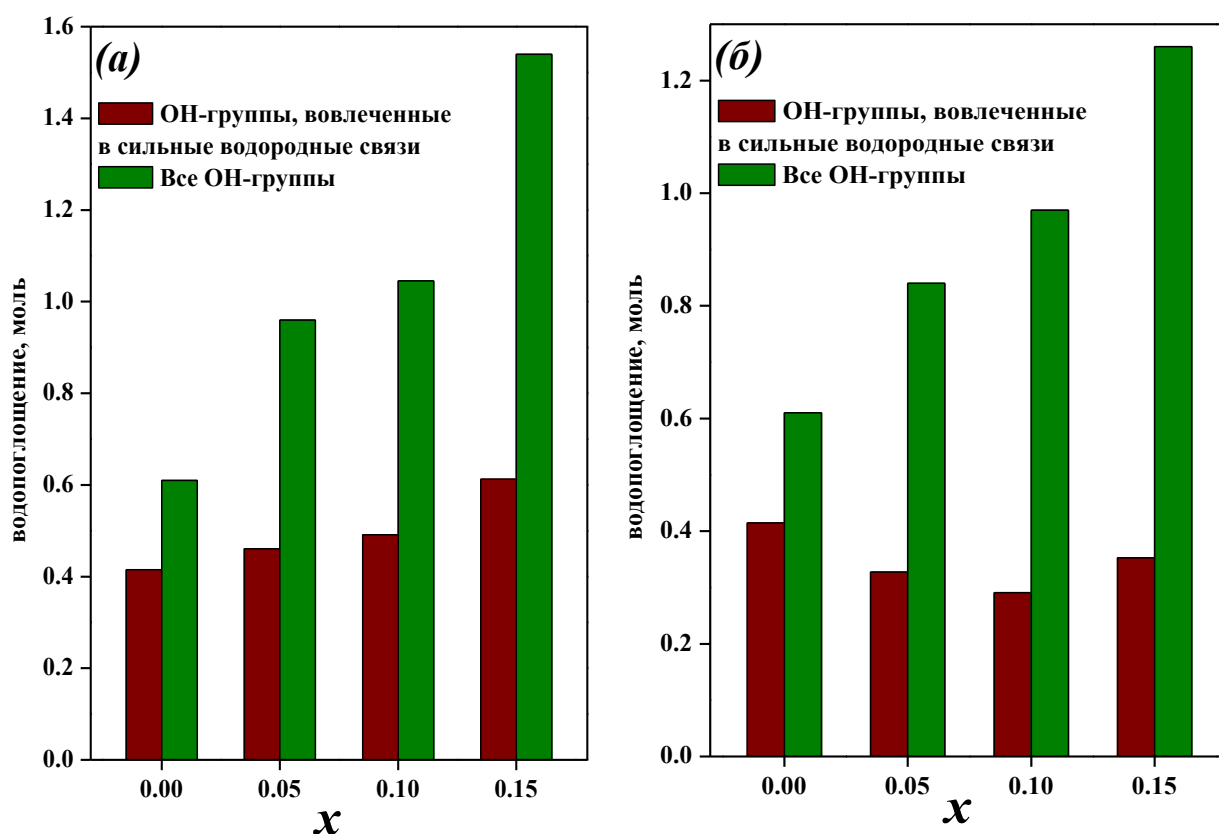 (а)
ОН-группы, вовлеченные
в сильные водородные связи
Все ОН-группы
водопоглощение, моль
1.6
1.4
1.2
1.0
0.8
0.6
0.4
0.2
0.0
0.00 0.05 0.10 0.15
x
(б)
ОН-группы, вовлеченные
в сильные водородные связи
Все ОН-группы
водопоглощение, моль
1.2
1.0
0.8
0.6
0.4
0.2
0.0
0.00 0.05 0.10 0.15
x